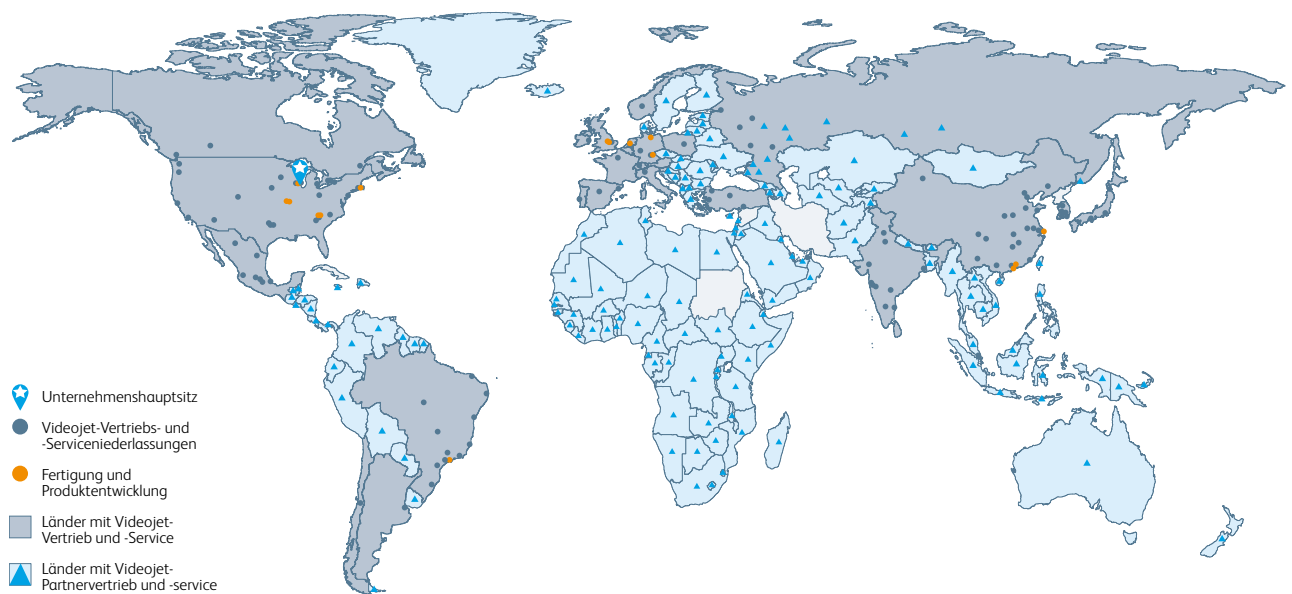 Unternehmenshauptsitz
Videojet-Vertriebs- und
-Serviceniederlassungen
Fertigung und
Produktentwicklung
Länder mit Videojet-
Vertrieb und -Service
Länder mit Videojet-
Partnervertrieb und -service